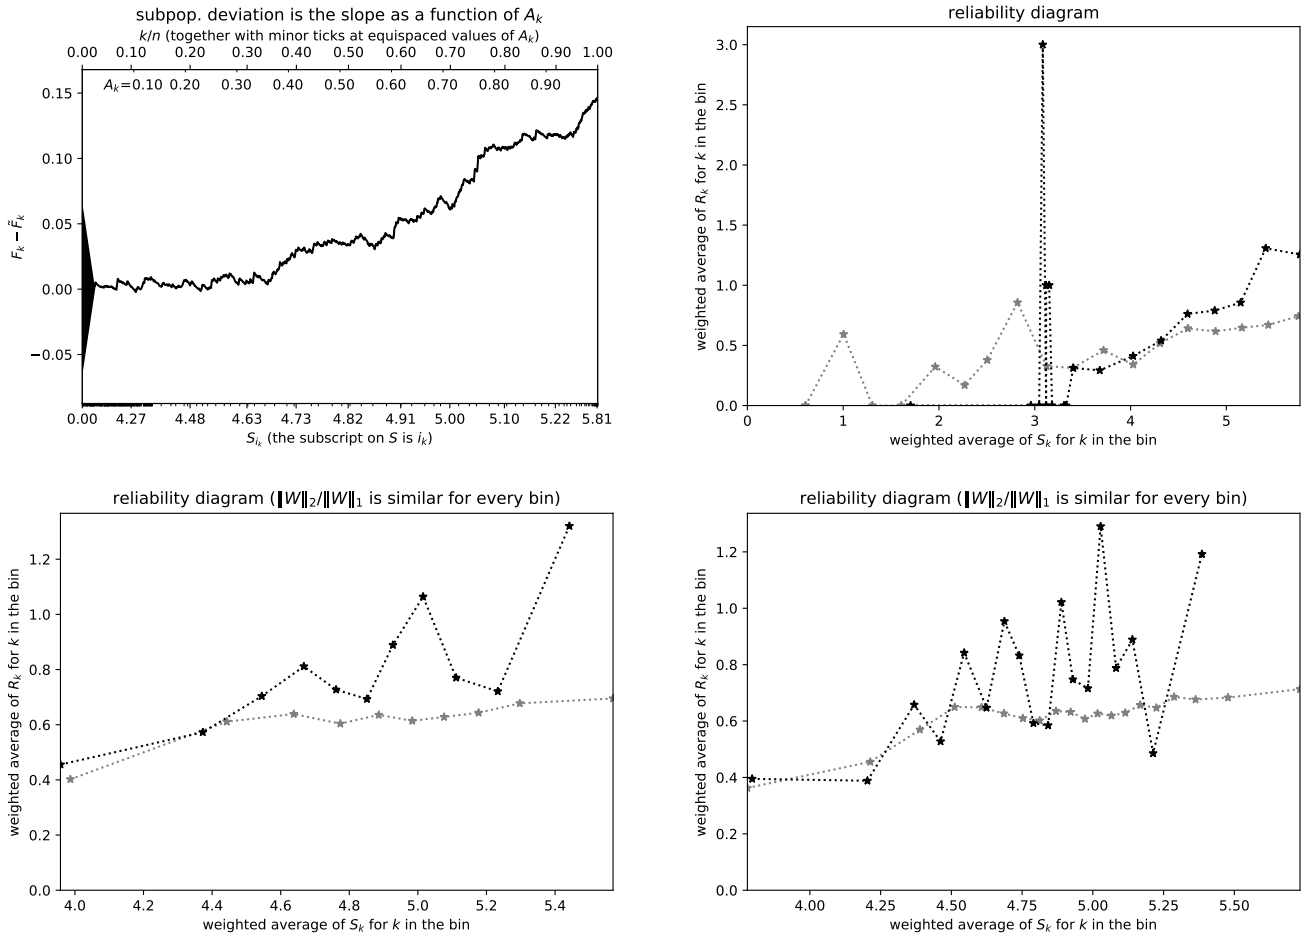 subpop. deviation is the slope as a function of A_k
k/n (together with minor ticks at equispaced values of A_k)
0.00 0.10 0.20 0.30 0.40 0.50 0.60 0.70 0.80 0.90 1.00
A_k=0.10 0.20 0.30 0.40 0.50 0.60 0.70 0.80 0.90
0.15
0.10
0.05
0.00
−0.05
F_k − F̃_k
0.00 4.27 4.48 4.63 4.73 4.82 4.91 5.00 5.10 5.22 5.81
S_{i_k} (the subscript on S is i_k)
reliability diagram
3.0
2.5
2.0
1.5
1.0
0.5
0.0
weighted average of R_k for k in the bin
0 1 2 3 4 5
weighted average of S_k for k in the bin
reliability diagram (‖W‖₂/‖W‖₁ is similar for every bin)
1.2
1.0
0.8
0.6
0.4
0.2
0.0
weighted average of R_k for k in the bin
4.0 4.2 4.4 4.6 4.8 5.0 5.2 5.4
weighted average of S_k for k in the bin
reliability diagram (‖W‖₂/‖W‖₁ is similar for every bin)
1.2
1.0
0.8
0.6
0.4
0.2
0.0
weighted average of R_k for k in the bin
4.00 4.25 4.50 4.75 5.00 5.25 5.50
weighted average of S_k for k in the bin